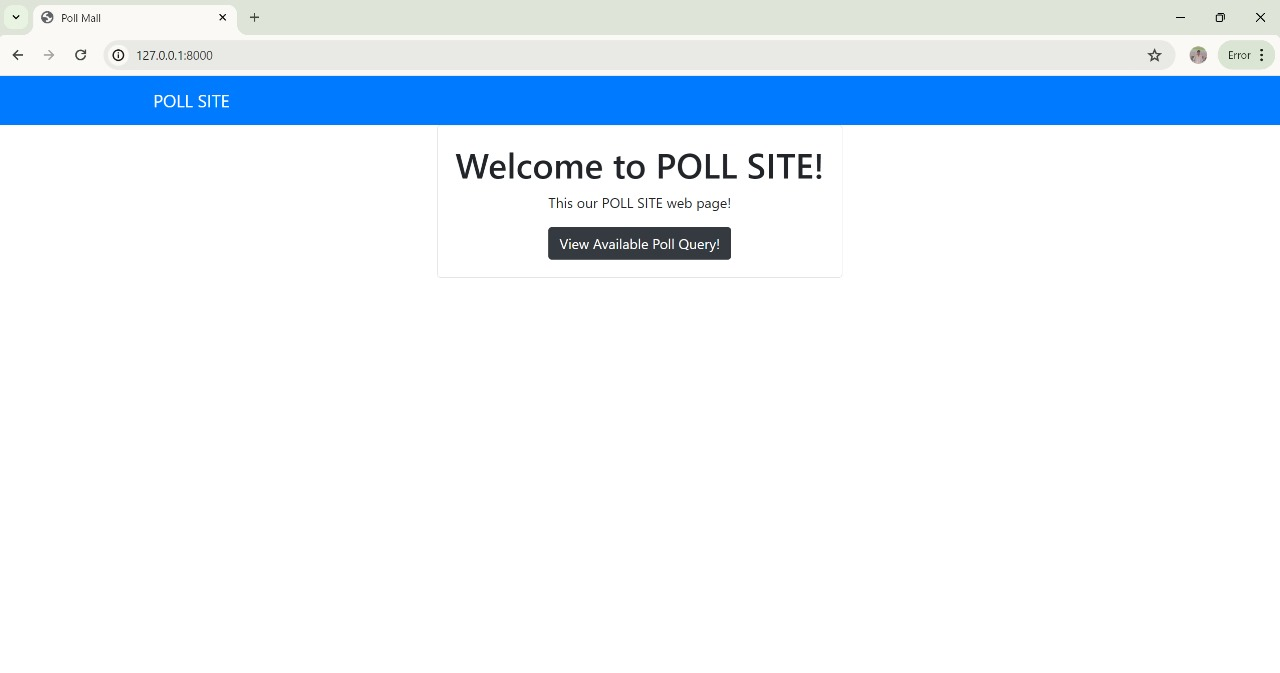 Poll Mall
127.0.0.1:8000
Error
POLL SITE
Welcome to POLL SITE!
This our POLL SITE web page!
View Available Poll Query!